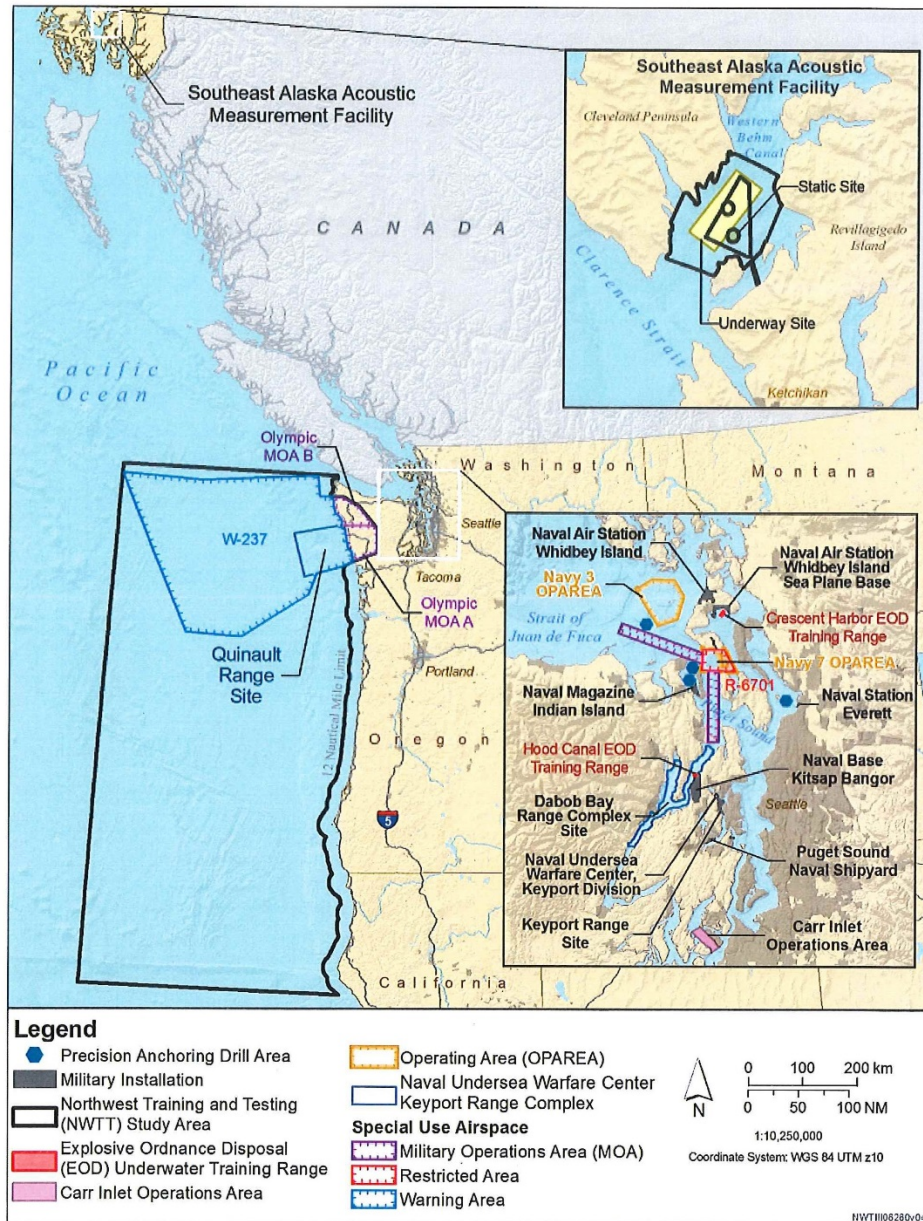 Southeast Alaska Acoustic
Measurement Facility
CANADA
Pacific
Ocean
Olympic
MOA B
Washington
Montana
W-237
Seattle
Tacoma
Olympic
MOA A
Quinault
Range
Site
Portland
12 Nautical Mile Limit
Oregon
5
California
Southeast Alaska Acoustic
Measurement Facility
Cleveland Peninsula
Western
Behm
Canal
Static Site
Revillagigedo
Island
Clarence Strait
Underway Site
Ketchikan
Naval Air Station
Whidbey Island
Naval Air Station
Whidbey Island
Sea Plane Base
Navy 3
OPAREA
Crescent Harbor EOD
Training Range
Strait of
Juan de Fuca
Navy 7 OPAREA
R-6701
Naval Magazine
Indian Island
Naval Station
Everett
Puget Sound
Hood Canal EOD
Training Range
Naval Base
Kitsap Bangor
Dabob Bay
Range Complex
Site
Seattle
Naval Undersea
Warfare Center,
Keyport Division
Puget Sound
Naval Shipyard
Keyport Range
Site
Carr Inlet
Operations Area
Legend
Precision Anchoring Drill Area
Military Installation
Northwest Training and Testing
(NWTT) Study Area
Explosive Ordnance Disposal
(EOD) Underwater Training Range
Carr Inlet Operations Area
Operating Area (OPAREA)
Naval Undersea Warfare Center
Keyport Range Complex
Special Use Airspace
Military Operations Area (MOA)
Restricted Area
Warning Area
N
0 100 200 km
0 50 100 NM
1:10,250,000
Coordinate System: WGS 84 UTM z10